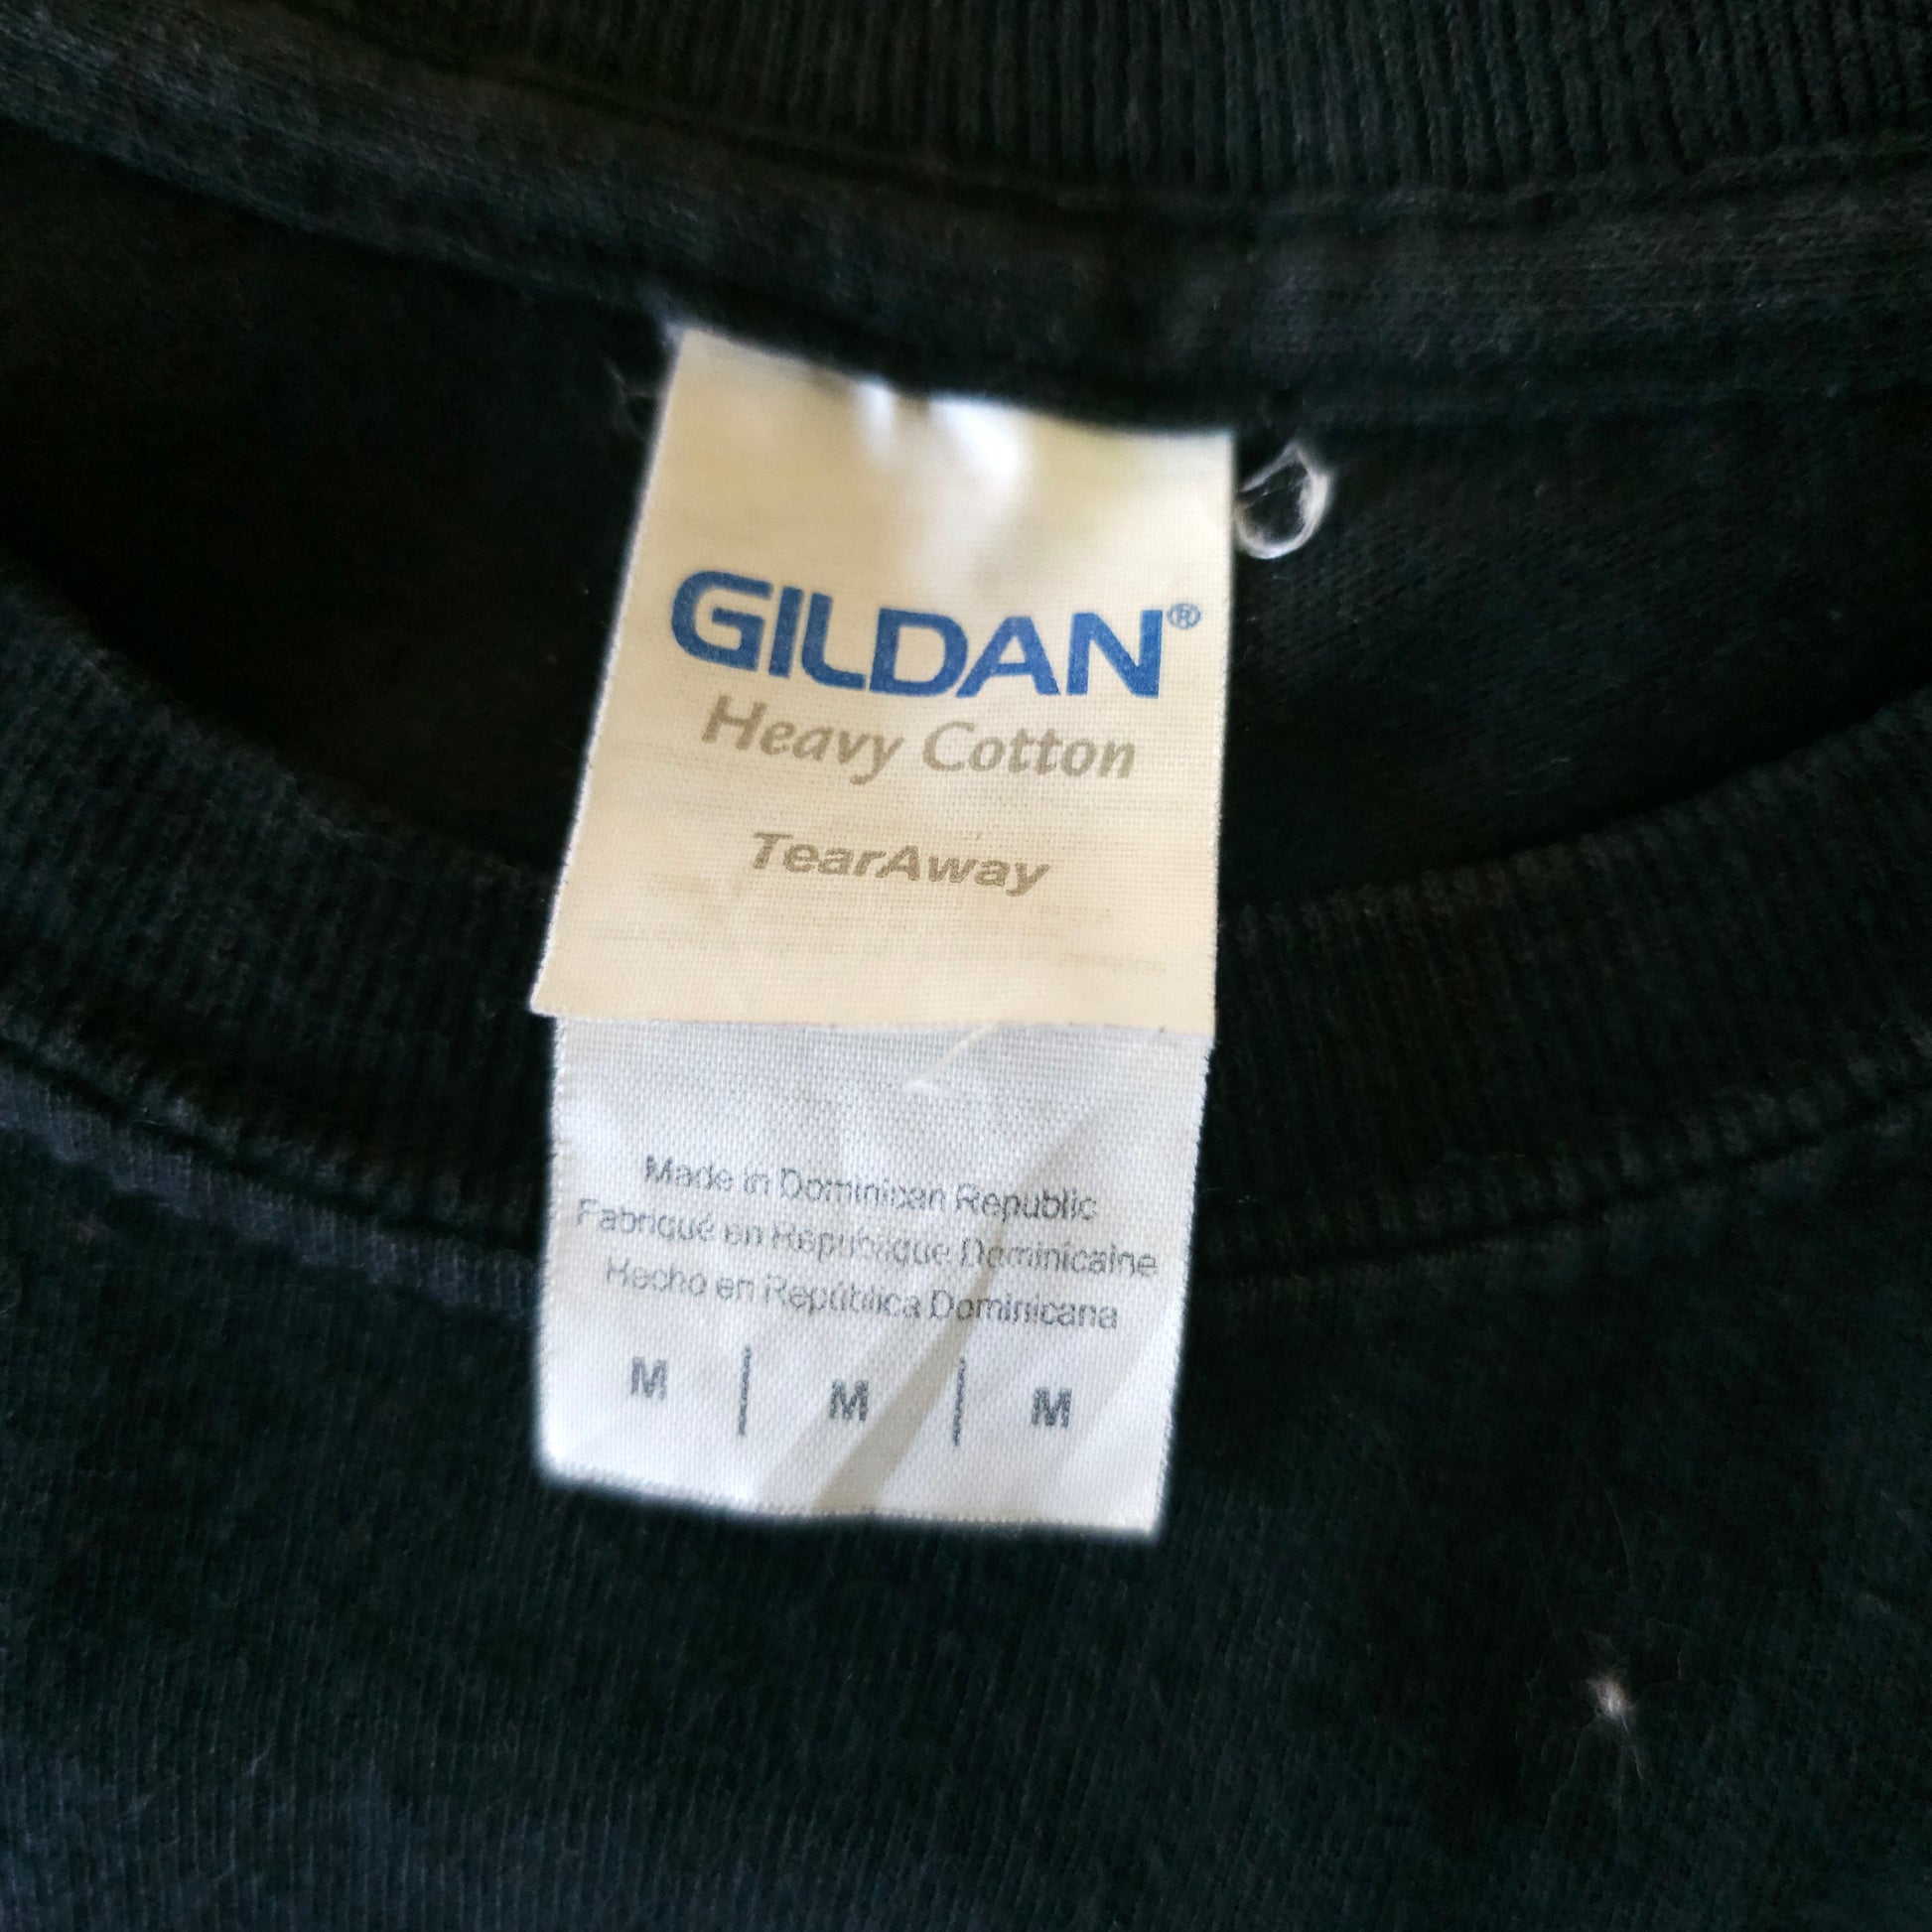 GILDAN®
Heavy Cotton
TearAway
Made in Dominican Republic
Fabriqué en République Dominicaine
Hecho en República Dominicana
M | M | M